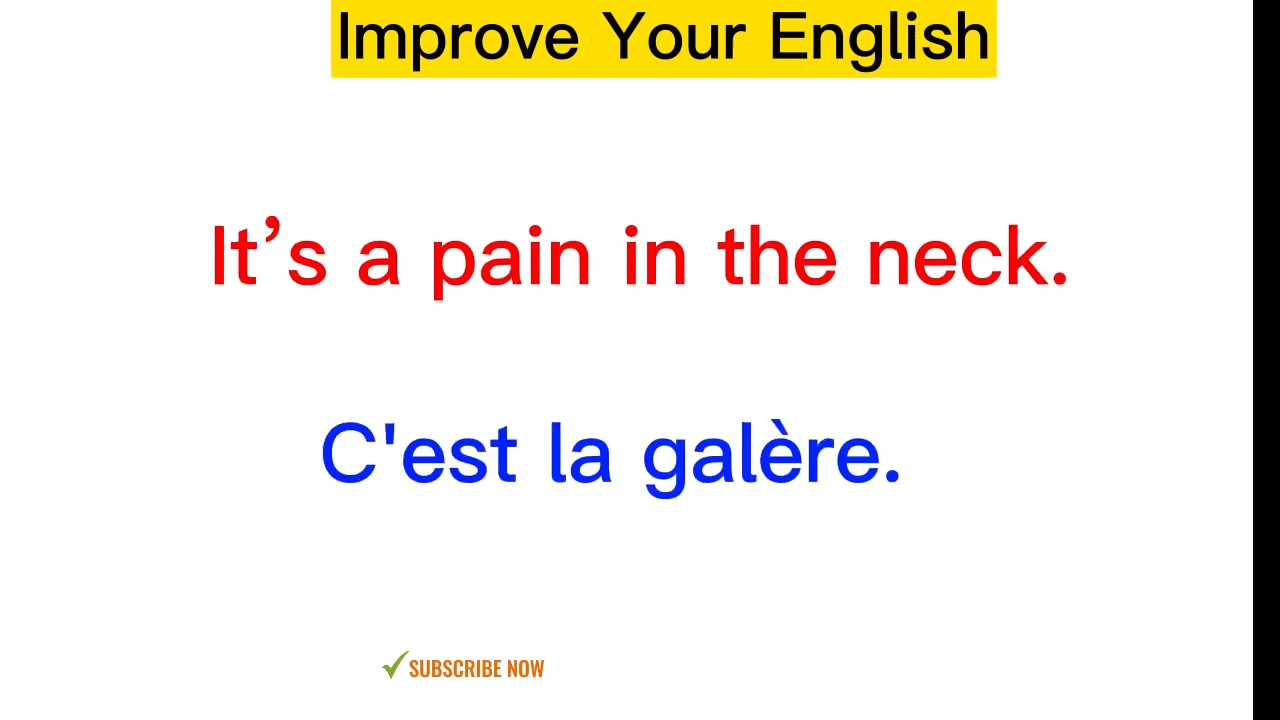 Improve Your English
It’s a pain in the neck.
C'est la galère.
SUBSCRIBE NOW